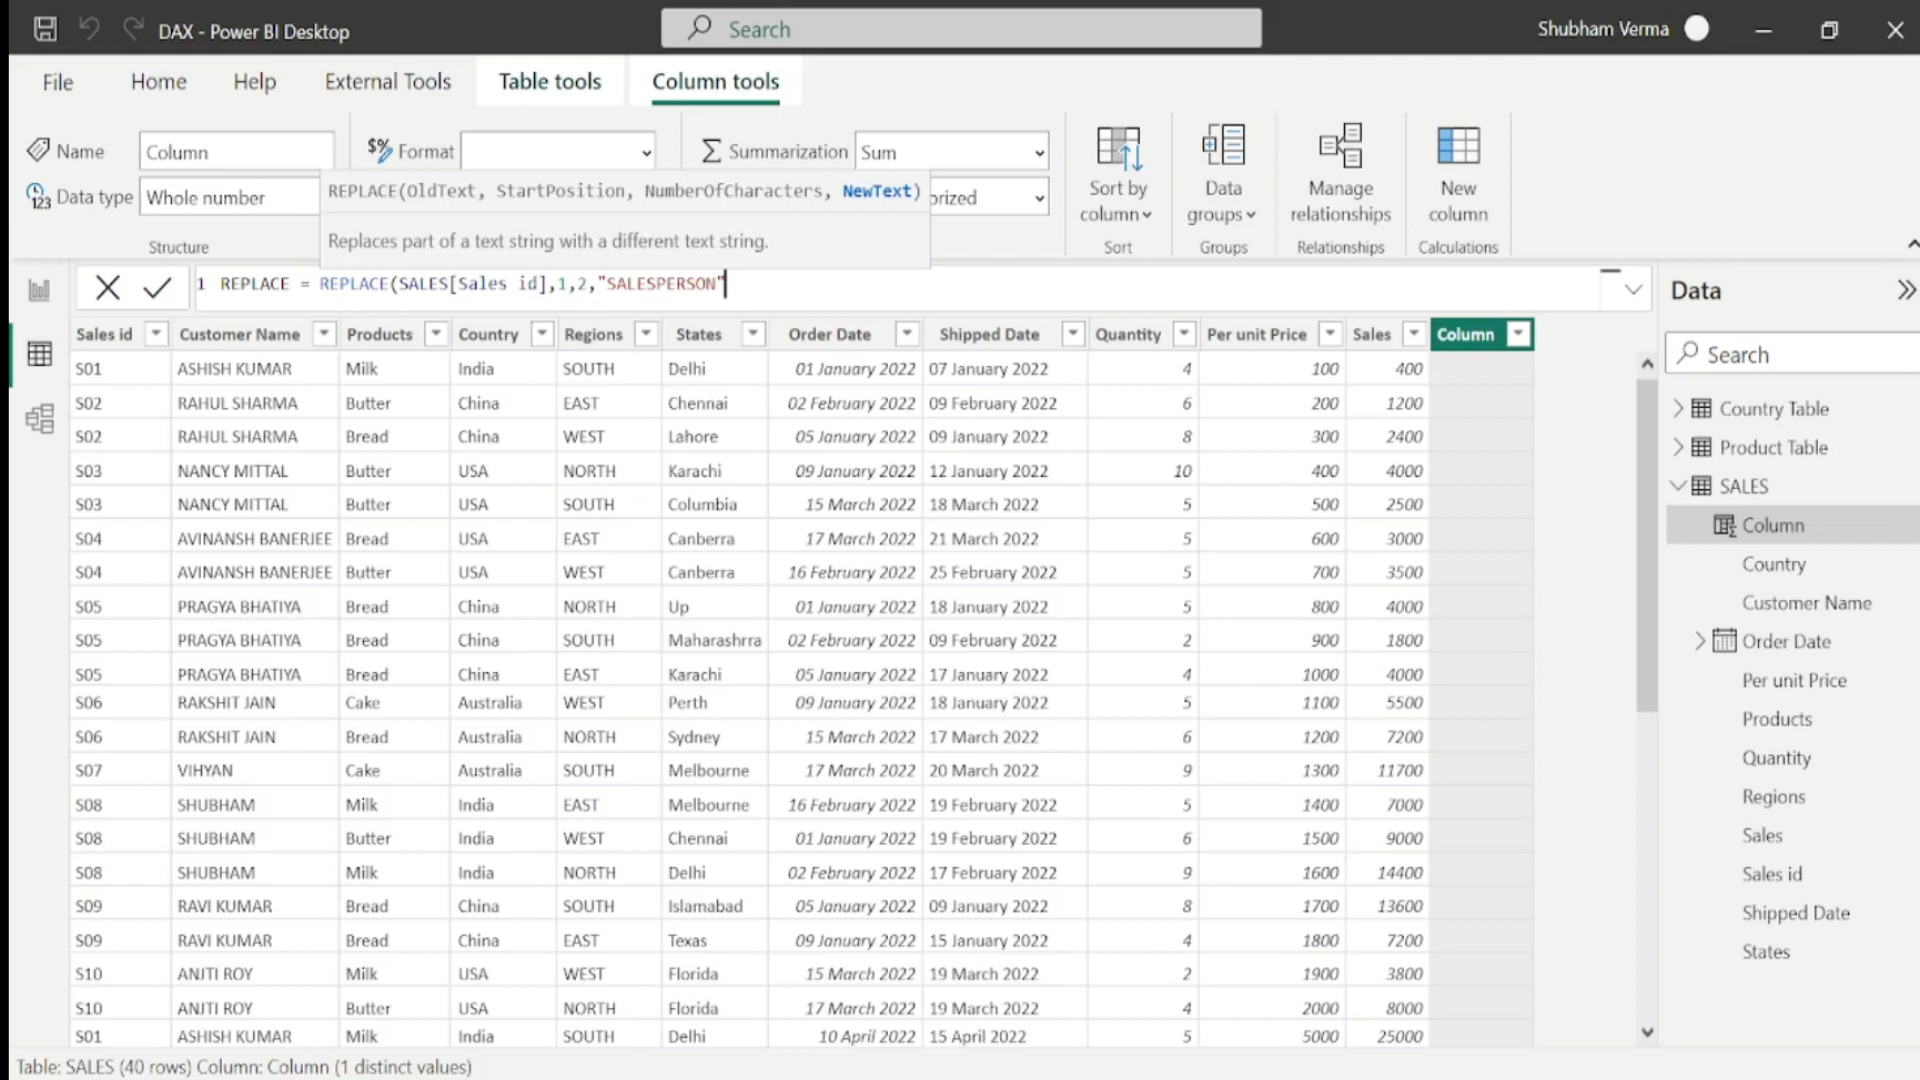 DAX - Power BI Desktop
Search
Shubham Verma
File Home Help External Tools Table tools Column tools
Name Column
$% Format
Summarization Sum
Data type Whole number
REPLACE(OldText, StartPosition, NumberOfCharacters, NewText)
Replaces part of a text string with a different text string.
orized
Structure
Sort by column
Sort
Data groups
Groups
Manage relationships
Relationships
New column
Calculations
1 REPLACE = REPLACE(SALES[Sales id],1,2,"SALESPERSON"
Sales id Customer Name Products Country Regions States Order Date Shipped Date Quantity Per unit Price Sales Column
S01 ASHISH KUMAR Milk India SOUTH Delhi 01 January 2022 07 January 2022 4 100 400
S02 RAHUL SHARMA Butter China EAST Chennai 02 February 2022 09 February 2022 6 200 1200
S02 RAHUL SHARMA Bread China WEST Lahore 05 January 2022 09 January 2022 8 300 2400
S03 NANCY MITTAL Butter USA NORTH Karachi 09 January 2022 12 January 2022 10 400 4000
S03 NANCY MITTAL Butter USA SOUTH Columbia 15 March 2022 18 March 2022 5 500 2500
S04 AVINANSH BANERJEE Bread USA EAST Canberra 17 March 2022 21 March 2022 5 600 3000
S04 AVINANSH BANERJEE Butter USA WEST Canberra 16 February 2022 25 February 2022 5 700 3500
S05 PRAGYA BHATIYA Bread China NORTH Up 01 January 2022 18 January 2022 5 800 4000
S05 PRAGYA BHATIYA Bread China SOUTH Maharashrra 02 February 2022 09 February 2022 2 900 1800
S05 PRAGYA BHATIYA Bread China EAST Karachi 05 January 2022 17 January 2022 4 1000 4000
S06 RAKSHIT JAIN Cake Australia WEST Perth 09 January 2022 18 January 2022 5 1100 5500
S06 RAKSHIT JAIN Bread Australia NORTH Sydney 15 March 2022 17 March 2022 6 1200 7200
S07 VIHYAN Cake Australia SOUTH Melbourne 17 March 2022 20 March 2022 9 1300 11700
S08 SHUBHAM Milk India EAST Melbourne 16 February 2022 19 February 2022 5 1400 7000
S08 SHUBHAM Butter India WEST Chennai 01 January 2022 19 February 2022 6 1500 9000
S08 SHUBHAM Milk India NORTH Delhi 02 February 2022 17 February 2022 9 1600 14400
S09 RAVI KUMAR Bread China SOUTH Islamabad 05 January 2022 09 January 2022 8 1700 13600
S09 RAVI KUMAR Bread China EAST Texas 09 January 2022 15 January 2022 4 1800 7200
S10 ANJTI ROY Milk USA WEST Florida 15 March 2022 19 March 2022 2 1900 3800
S10 ANJTI ROY Butter USA NORTH Florida 17 March 2022 19 March 2022 4 2000 8000
S01 ASHISH KUMAR Milk India SOUTH Delhi 10 April 2022 15 April 2022 5 5000 25000
Table: SALES (40 rows) Column: Column (1 distinct values)
Data
Search
Country Table
Product Table
SALES
Column
Country
Customer Name
Order Date
Per unit Price
Products
Quantity
Regions
Sales
Sales id
Shipped Date
States